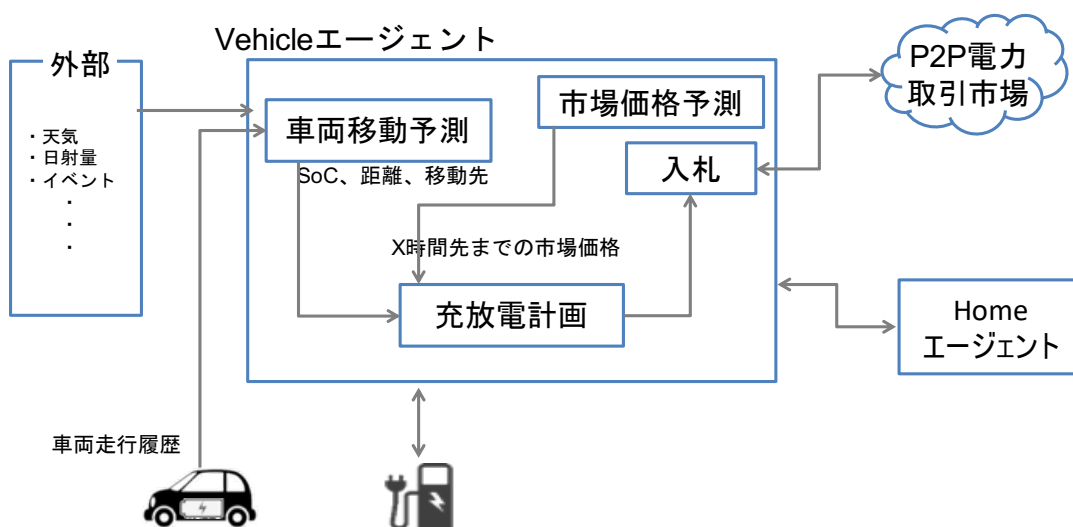 Vehicleエージェント
外部
・天気
・日射量
・イベント
・
・
・
車両移動予測
市場価格予測
P2P電力
取引市場
入札
SoC、距離、移動先
X時間先までの市場価格
充放電計画
Home
エージェント
車両走行履歴